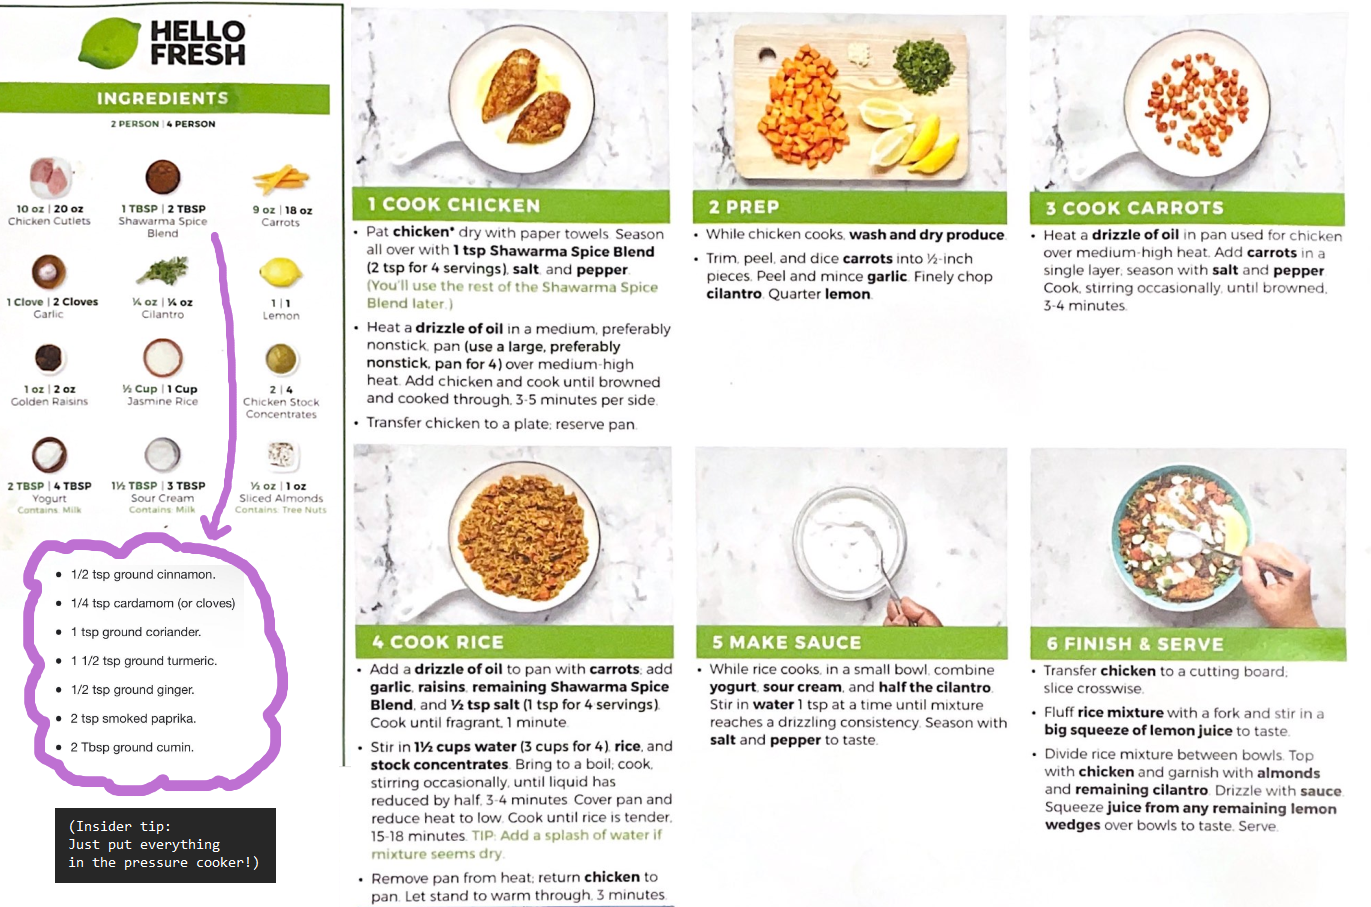 HELLO
FRESH
INGREDIENTS
2 PERSON | 4 PERSON
10 oz | 20 oz
Chicken Cutlets
1 TBSP | 2 TBSP
Shawarma Spice
Blend
9 oz | 18 oz
Carrots
1 Clove | 2 Cloves
Garlic
¼ oz | ¼ oz
Cilantro
1 | 1
Lemon
1 oz | 2 oz
Golden Raisins
½ Cup | 1 Cup
Jasmine Rice
2 | 4
Chicken Stock
Concentrates
2 TBSP | 4 TBSP
Yogurt
Contains: Milk
1½ TBSP | 3 TBSP
Sour Cream
Contains: Milk
½ oz | 1 oz
Sliced Almonds
Contains: Tree Nuts
• 1/2 tsp ground cinnamon.
• 1/4 tsp cardamom (or cloves)
• 1 tsp ground coriander.
• 1 1/2 tsp ground turmeric.
• 1/2 tsp ground ginger.
• 2 tsp smoked paprika.
• 2 Tbsp ground cumin.
(Insider tip:
Just put everything
in the pressure cooker!)
1 COOK CHICKEN
• Pat chicken* dry with paper towels. Season
all over with 1 tsp Shawarma Spice Blend
(2 tsp for 4 servings), salt, and pepper.
(You'll use the rest of the Shawarma Spice
Blend later.)
• Heat a drizzle of oil in a medium, preferably
nonstick, pan (use a large, preferably
nonstick, pan for 4) over medium-high
heat. Add chicken and cook until browned
and cooked through, 3-5 minutes per side.
• Transfer chicken to a plate; reserve pan.
2 PREP
• While chicken cooks, wash and dry produce.
• Trim, peel, and dice carrots into ½-inch
pieces. Peel and mince garlic. Finely chop
cilantro. Quarter lemon.
3 COOK CARROTS
• Heat a drizzle of oil in pan used for chicken
over medium-high heat. Add carrots in a
single layer; season with salt and pepper.
Cook, stirring occasionally, until browned,
3-4 minutes.
4 COOK RICE
• Add a drizzle of oil to pan with carrots; add
garlic, raisins, remaining Shawarma Spice
Blend, and ½ tsp salt (1 tsp for 4 servings).
Cook until fragrant, 1 minute.
• Stir in 1½ cups water (3 cups for 4), rice, and
stock concentrates. Bring to a boil; cook,
stirring occasionally, until liquid has
reduced by half, 3-4 minutes. Cover pan and
reduce heat to low. Cook until rice is tender,
15-18 minutes. TIP: Add a splash of water if
mixture seems dry.
• Remove pan from heat; return chicken to
pan. Let stand to warm through, 3 minutes.
5 MAKE SAUCE
• While rice cooks, in a small bowl, combine
yogurt, sour cream, and half the cilantro.
Stir in water 1 tsp at a time until mixture
reaches a drizzling consistency. Season with
salt and pepper to taste.
6 FINISH & SERVE
• Transfer chicken to a cutting board;
slice crosswise.
• Fluff rice mixture with a fork and stir in a
big squeeze of lemon juice to taste.
• Divide rice mixture between bowls. Top
with chicken and garnish with almonds
and remaining cilantro. Drizzle with sauce.
Squeeze juice from any remaining lemon
wedges over bowls to taste. Serve.